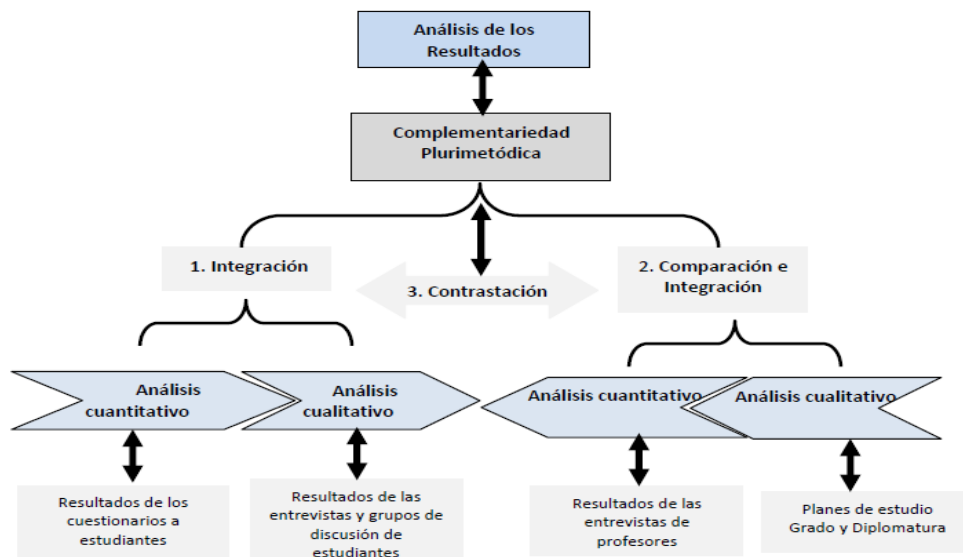 Análisis de los
Resultados
Complementariedad
Plurimetódica
1. Integración
3. Contrastación
2. Comparación e
Integración
Análisis
cuantitativo
Análisis
cualitativo
Análisis cuantitativo
Análisis cualitativo
Resultados de los
cuestionarios a
estudiantes
Resultados de las
entrevistas y grupos de
discusión de
estudiantes
Resultados de las
entrevistas de
profesores
Planes de estudio
Grado y Diplomatura